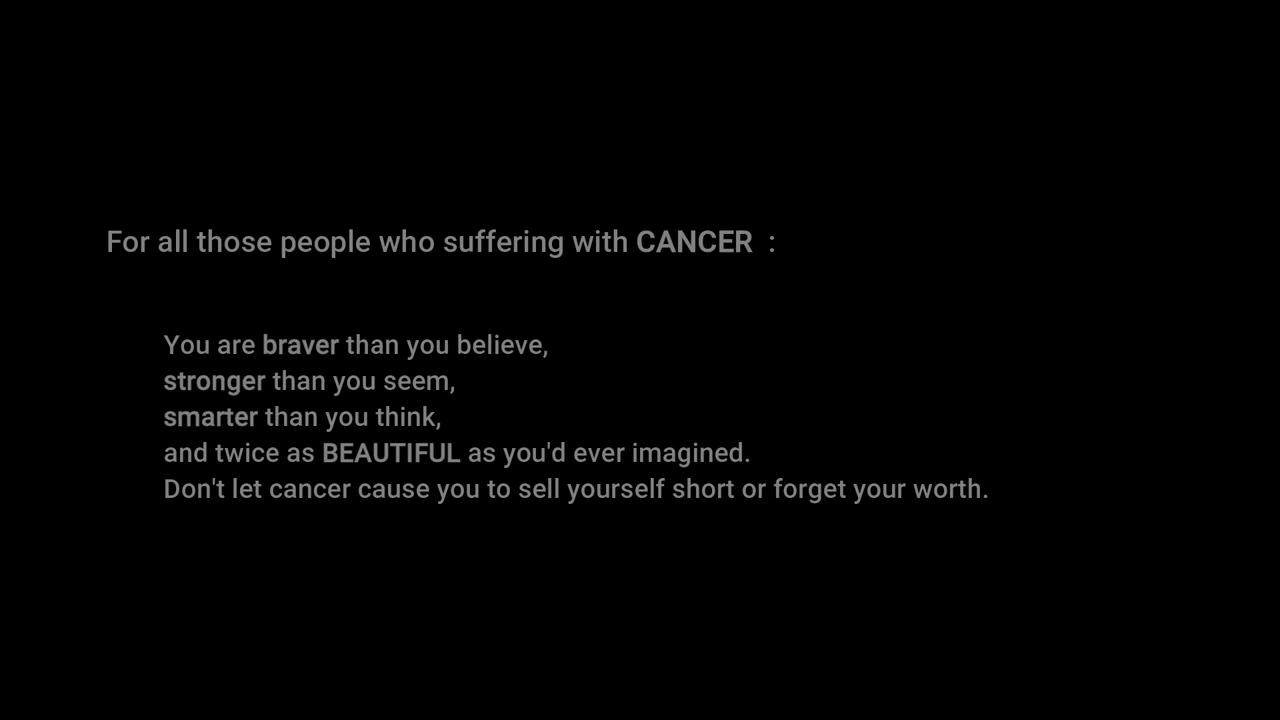 For all those people who suffering with CANCER :
You are braver than you believe,
stronger than you seem,
smarter than you think,
and twice as BEAUTIFUL as you'd ever imagined.
Don't let cancer cause you to sell yourself short or forget your worth.